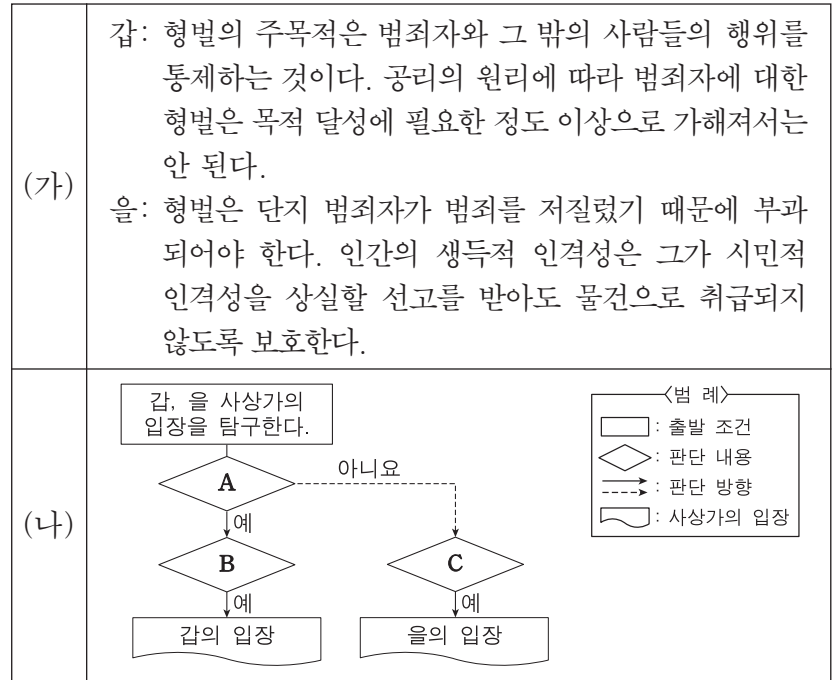 (가)
갑: 형벌의 주목적은 범죄자와 그 밖의 사람들의 행위를
통제하는 것이다. 공리의 원리에 따라 범죄자에 대한
형벌은 목적 달성에 필요한 정도 이상으로 가해져서는
안 된다.
을: 형벌은 단지 범죄자가 범죄를 저질렀기 때문에 부과
되어야 한다. 인간의 생득적 인격성은 그가 시민적
인격성을 상실할 선고를 받아도 물건으로 취급되지
않도록 보호한다.
(나)
갑, 을 사상가의
입장을 탐구한다.
A
아니요
예
B
C
예
예
갑의 입장
을의 입장
<범 례>
: 출발 조건
: 판단 내용
: 판단 방향
: 사상가의 입장